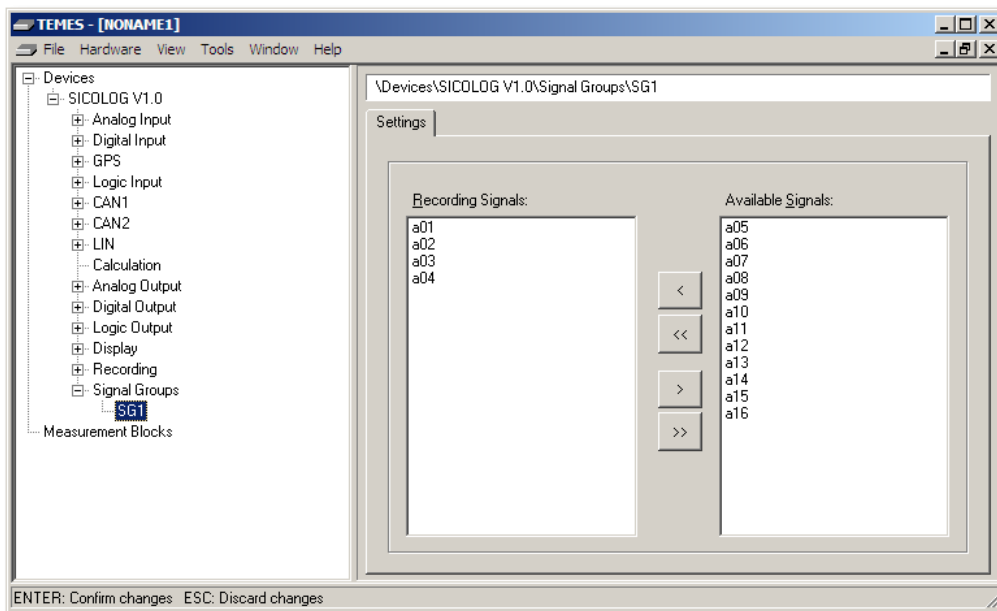 TEMES - [NONAME1]
File Hardware View Tools Window Help
Devices
SICOLOG V1.0
Analog Input
Digital Input
GPS
Logic Input
CAN1
CAN2
LIN
Calculation
Analog Output
Digital Output
Logic Output
Display
Recording
Signal Groups
SG1
Measurement Blocks
\Devices\SICOLOG V1.0\Signal Groups\SG1
Settings
Recording Signals:
a01
a02
a03
a04
<
<<
>
>>
Available Signals:
a05
a06
a07
a08
a09
a10
a11
a12
a13
a14
a15
a16
ENTER: Confirm changes ESC: Discard changes